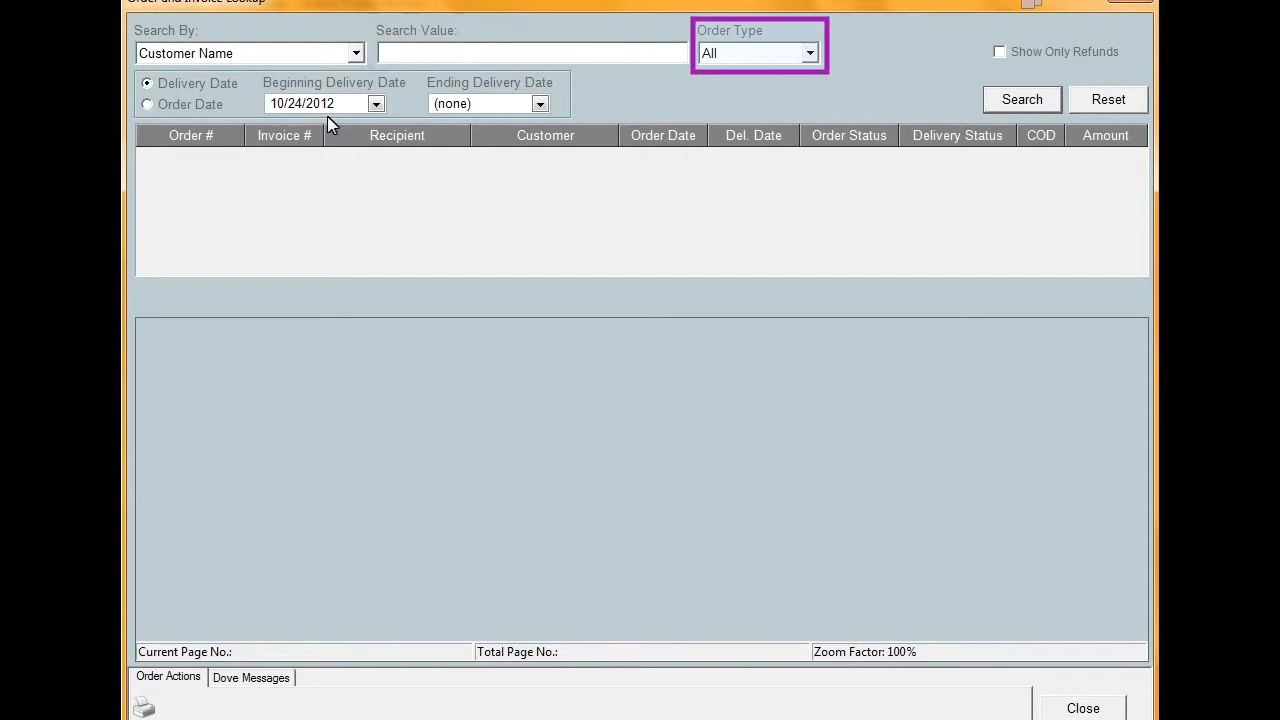 Order and Invoice Lookup
Search By:
Search Value:
Order Type
Customer Name
All
Show Only Refunds
Delivery Date
Beginning Delivery Date
Ending Delivery Date
Order Date
10/24/2012
(none)
Search
Reset
Order # Invoice # Recipient Customer Order Date Del. Date Order Status Delivery Status COD Amount
Current Page No.: Total Page No.: Zoom Factor: 100%
Order Actions Dove Messages
Close